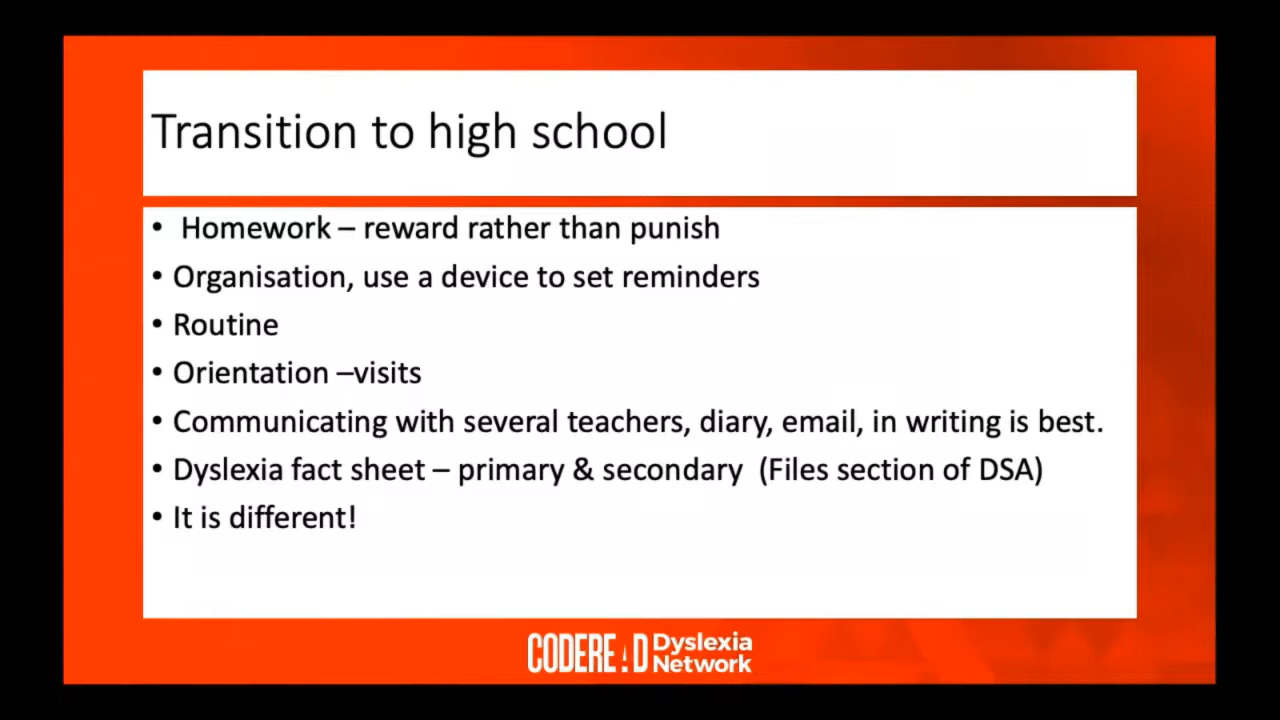 Transition to high school
• Homework – reward rather than punish
• Organisation, use a device to set reminders
• Routine
• Orientation –visits
• Communicating with several teachers, diary, email, in writing is best.
• Dyslexia fact sheet – primary & secondary (Files section of DSA)
• It is different!
CODEREAD Dyslexia
Network